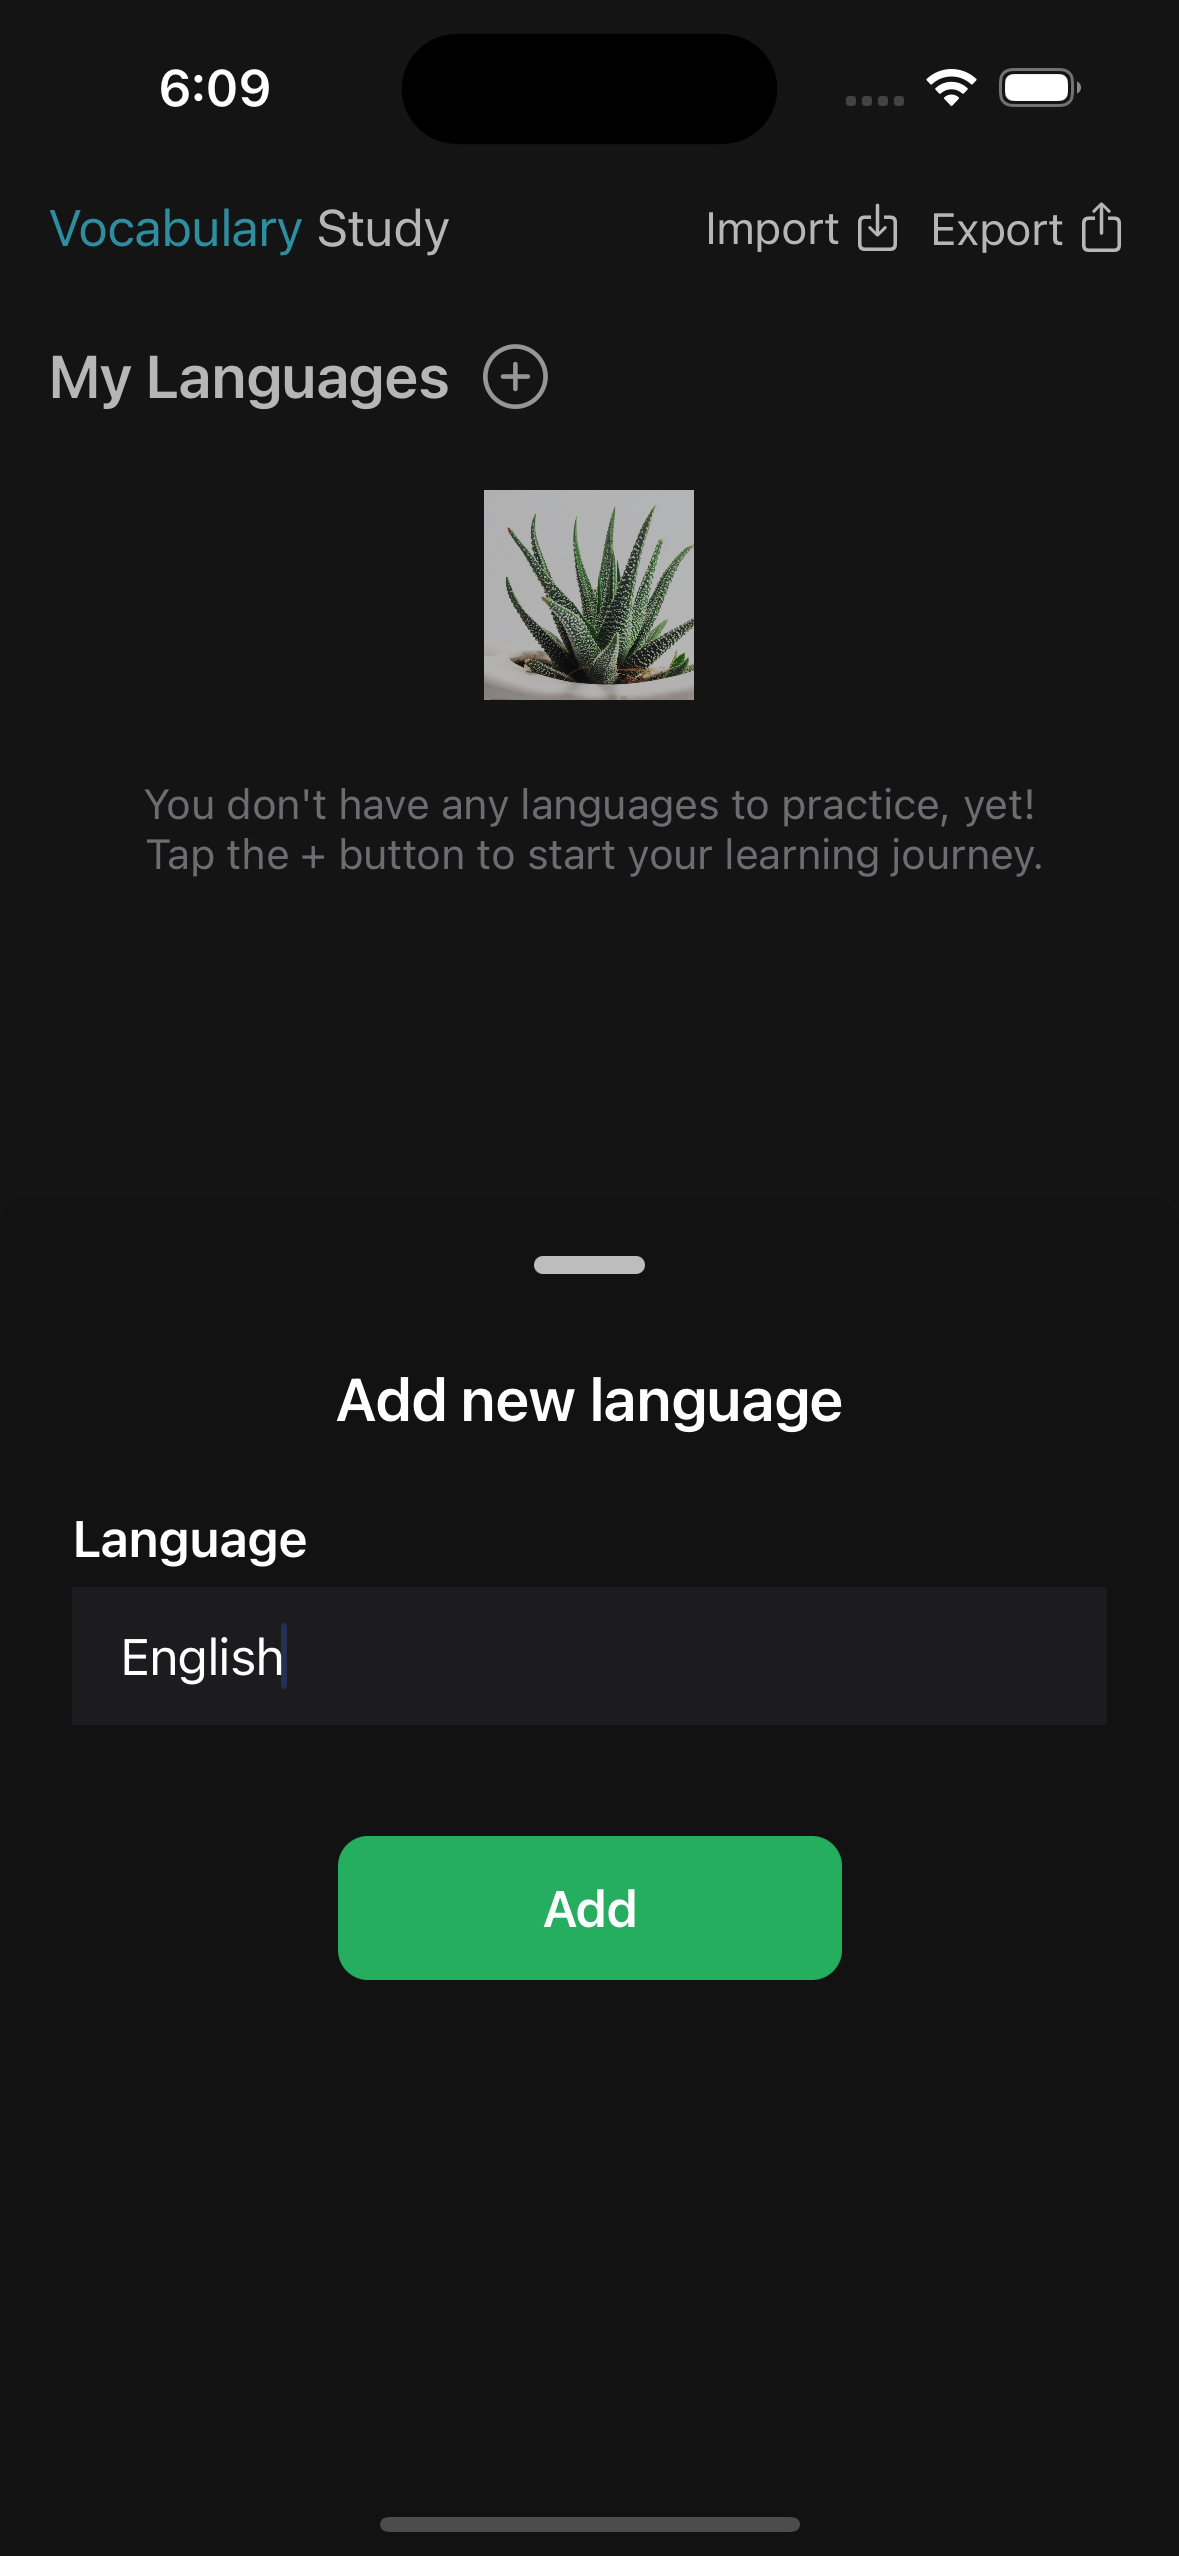 6:09
Vocabulary Study Import Export
My Languages
You don't have any languages to practice, yet!
Tap the + button to start your learning journey.
Add new language
Language
English
Add